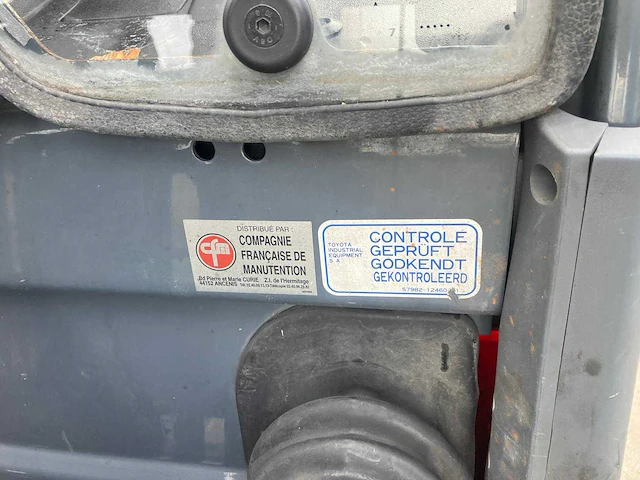 7
DISTRIBUÉ PAR :
cfm
COMPAGNIE
FRANÇAISE DE
MANUTENTION
Bd Pierre et Marie CURIE Z.I. de l'Hermitage
44152 ANCENIS
TOYOTA
INDUSTRIAL
EQUIPMENT
S.A
CONTROLE
GEPRÜFT
GODKENDT
GEKONTROLEERD